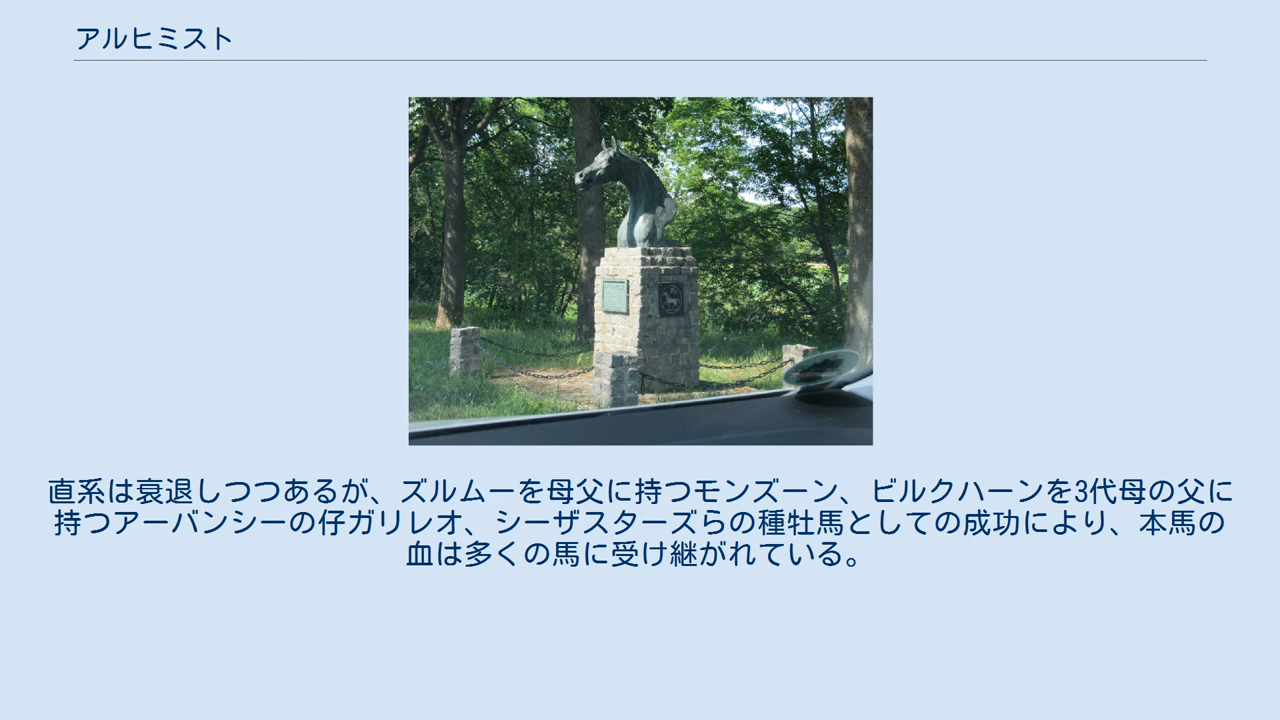 アルヒミスト
直系は衰退しつつあるが、ズルムーを母父に持つモンズーン、ビルクハーンを3代母の父に
持つアーバンシーの仔ガリレオ、シーザスターズらの種牡馬としての成功により、本馬の
血は多くの馬に受け継がれている。